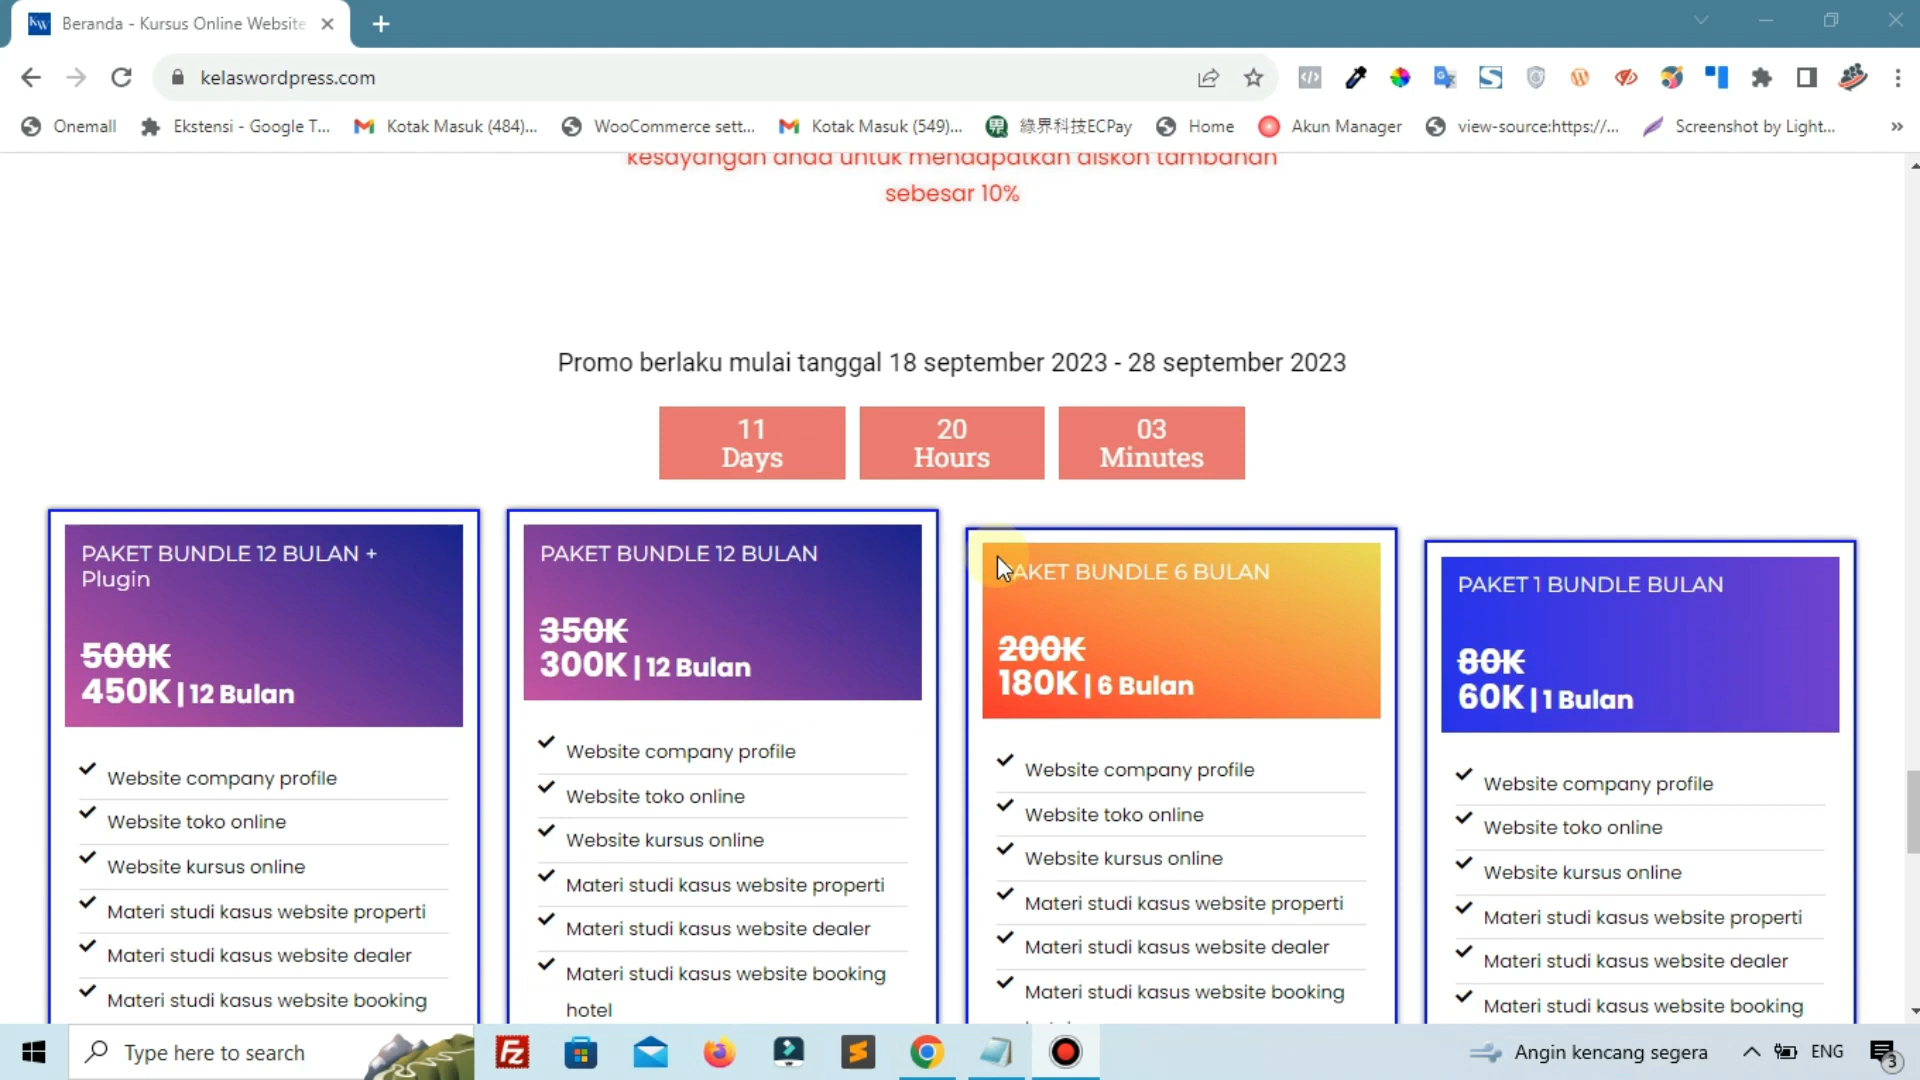 Beranda - Kursus Online Website
kelaswordpress.com
Onemall
Ekstensi - Google T...
Kotak Masuk (484)...
WooCommerce sett...
Kotak Masuk (549)...
綠界科技ECPay
Home
Akun Manager
view-source:https://...
Screenshot by Light...
kesayangan anda untuk mendapatkan diskon tambahan
sebesar 10%
Promo berlaku mulai tanggal 18 september 2023 - 28 september 2023
11
Days
20
Hours
03
Minutes
PAKET BUNDLE 12 BULAN +
Plugin
500K
450K | 12 Bulan
Website company profile
Website toko online
Website kursus online
Materi studi kasus website properti
Materi studi kasus website dealer
Materi studi kasus website booking
PAKET BUNDLE 12 BULAN
350K
300K | 12 Bulan
Website company profile
Website toko online
Website kursus online
Materi studi kasus website properti
Materi studi kasus website dealer
Materi studi kasus website booking
hotel
PAKET BUNDLE 6 BULAN
200K
180K | 6 Bulan
Website company profile
Website toko online
Website kursus online
Materi studi kasus website properti
Materi studi kasus website dealer
Materi studi kasus website booking
PAKET 1 BUNDLE BULAN
80K
60K | 1 Bulan
Website company profile
Website toko online
Website kursus online
Materi studi kasus website properti
Materi studi kasus website dealer
Materi studi kasus website booking
Type here to search
Angin kencang segera
ENG
3